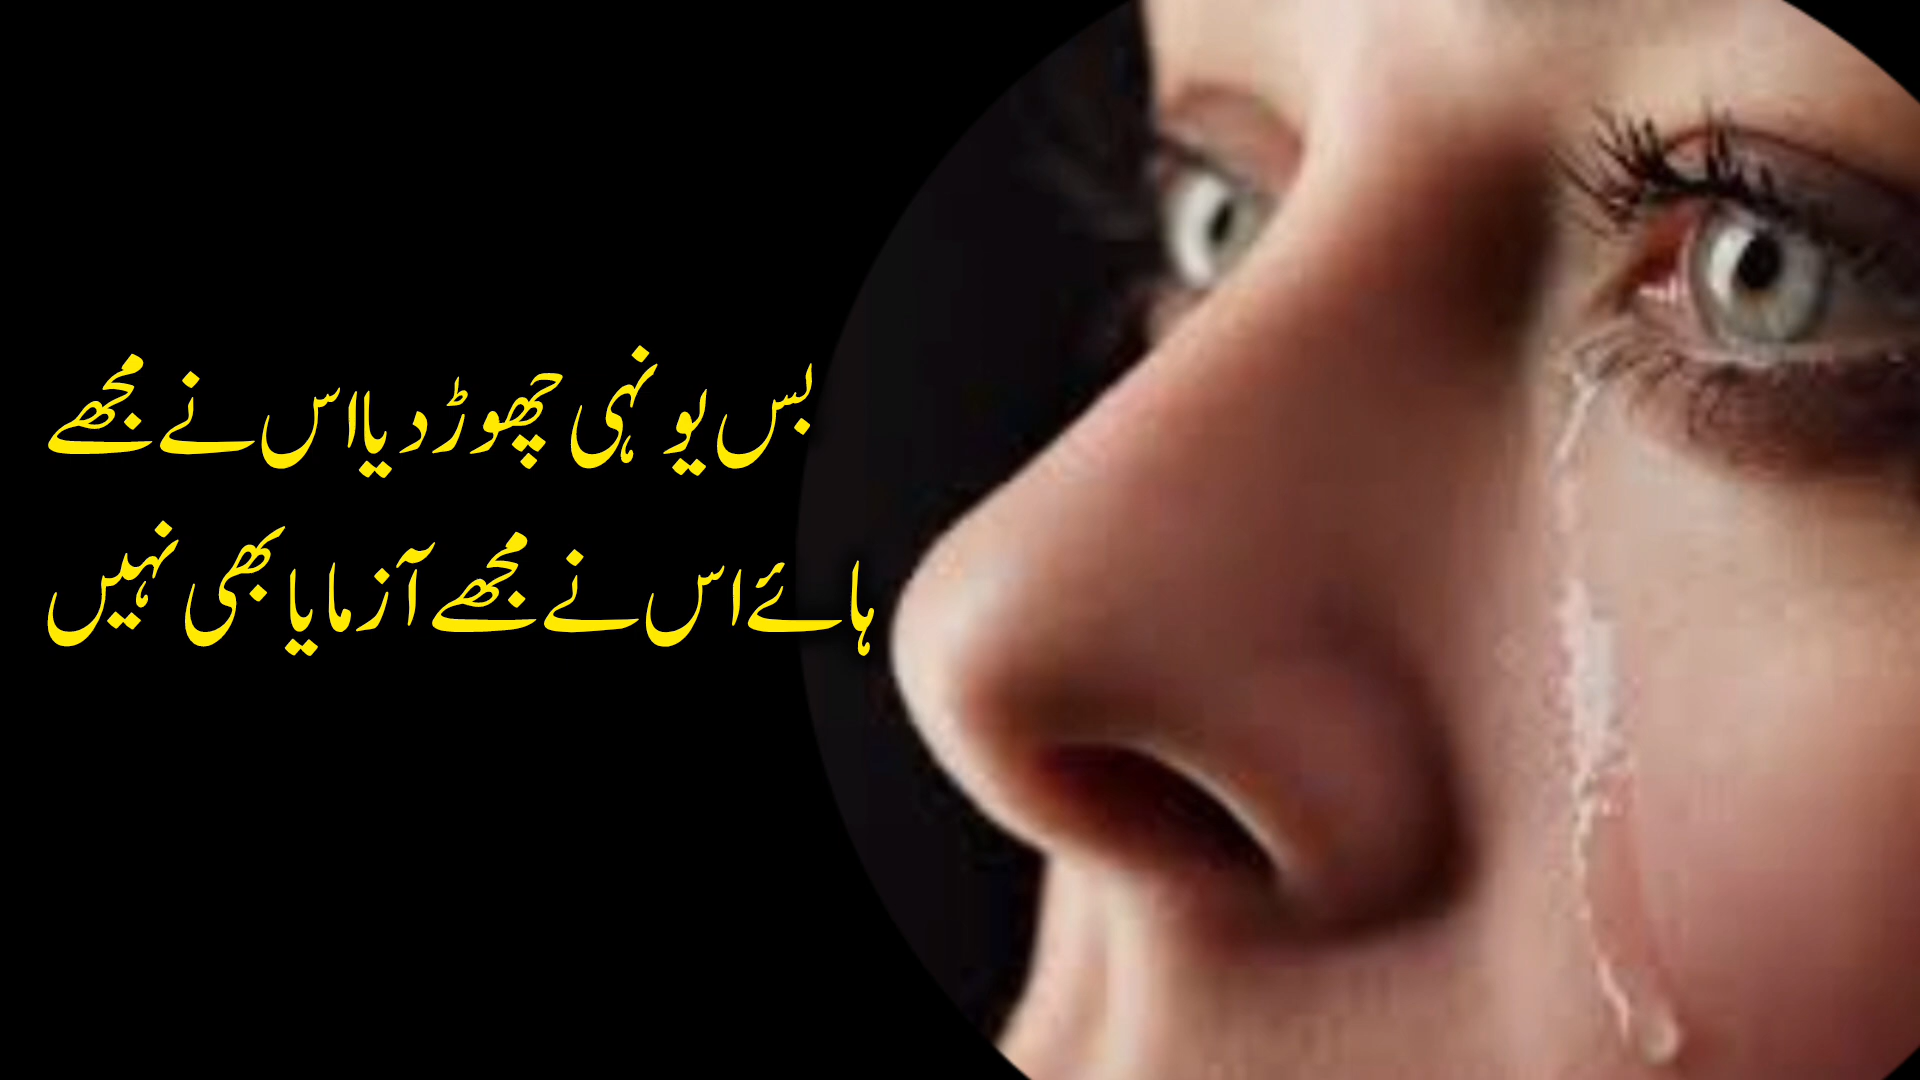 بس یونہی چھوڑ دیا اس نے مجھے
ہائے اس نے مجھے آزمایا بھی نہیں